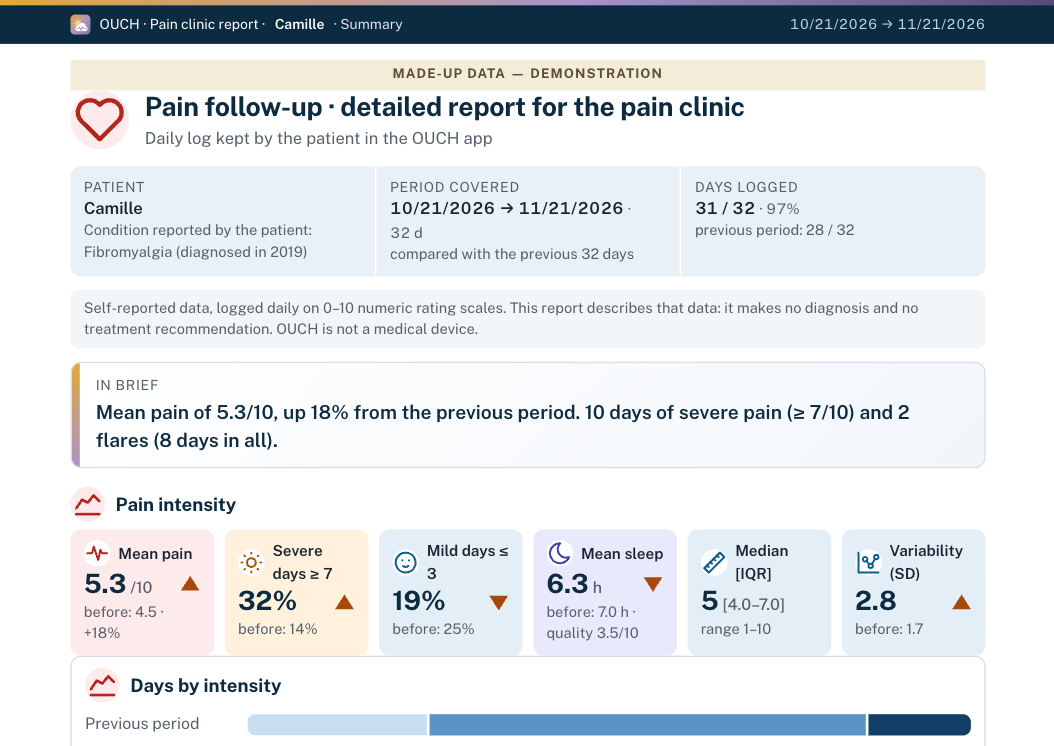 OUCH · Pain clinic report · Camille · Summary
10/21/2026 → 11/21/2026
MADE-UP DATA — DEMONSTRATION
Pain follow-up · detailed report for the pain clinic
Daily log kept by the patient in the OUCH app
PATIENT
Camille
Condition reported by the patient:
Fibromyalgia (diagnosed in 2019)
PERIOD COVERED
10/21/2026 → 11/21/2026 ·
32 d
compared with the previous 32 days
DAYS LOGGED
31 / 32 · 97%
previous period: 28 / 32
Self-reported data, logged daily on 0–10 numeric rating scales. This report describes that data: it makes no diagnosis and no
treatment recommendation. OUCH is not a medical device.
IN BRIEF
Mean pain of 5.3/10, up 18% from the previous period. 10 days of severe pain (≥ 7/10) and 2
flares (8 days in all).
Pain intensity
Mean pain
5.3 /10
before: 4.5 ·
+18%
Severe
days ≥ 7
32%
before: 14%
Mild days ≤
3
19%
before: 25%
Mean sleep
6.3 h
before: 7.0 h ·
quality 3.5/10
Median
[IQR]
5 [4.0–7.0]
range 1–10
Variability
(SD)
2.8
before: 1.7
Days by intensity
Previous period